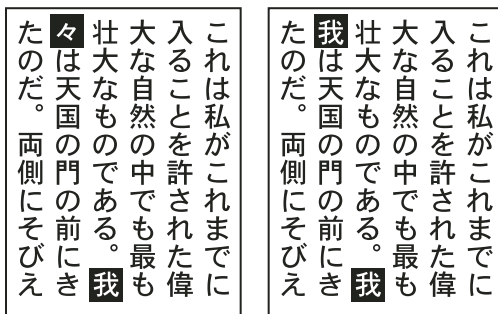 これは私がこれまでに
入ることを許された偉
大な自然の中でも最も
壮大なものである。我
我は天国の門の前にき
たのだ。両側にそびえ
これは私がこれまでに
入ることを許された偉
大な自然の中でも最も
壮大なものである。我
々は天国の門の前にき
たのだ。両側にそびえ